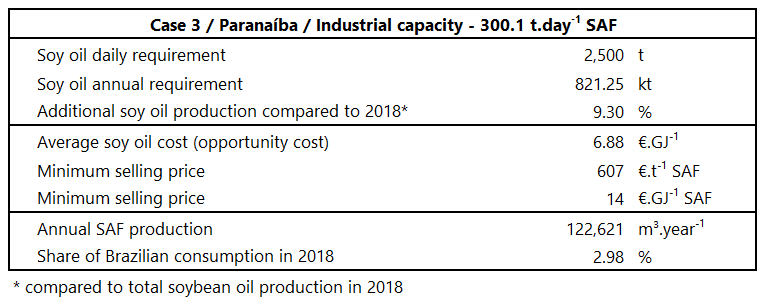 Case 3 / Paranaíba / Industrial capacity - 300.1 t.day⁻¹ SAF
Soy oil daily requirement 2,500 t
Soy oil annual requirement 821.25 kt
Additional soy oil production compared to 2018* 9.30 %
Average soy oil cost (opportunity cost) 6.88 €.GJ⁻¹
Minimum selling price 607 €.t⁻¹ SAF
Minimum selling price 14 €.GJ⁻¹ SAF
Annual SAF production 122,621 m³.year⁻¹
Share of Brazilian consumption in 2018 2.98 %
* compared to total soybean oil production in 2018